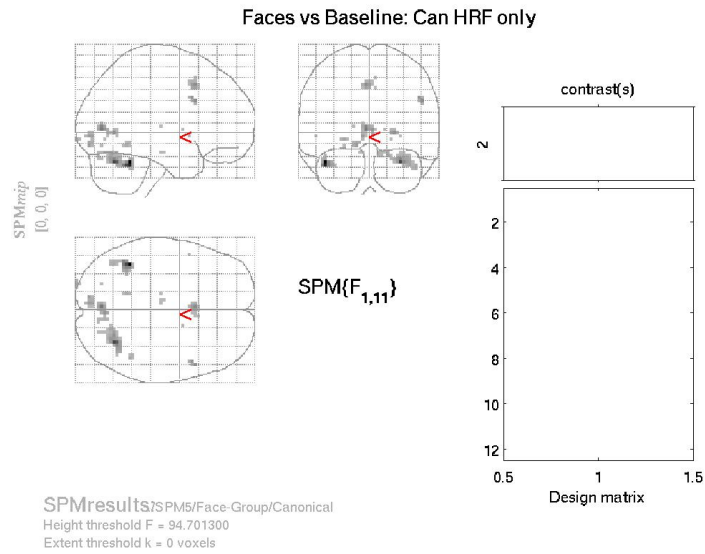 Faces vs Baseline: Can HRF only
contrast(s)
2
SPMmip
[0, 0, 0]
<
<
<
SPM{F1,11}
2
4
6
8
10
12
0.5 1 1.5
Design matrix
SPMresults: /SPM5/Face-Group/Canonical
Height threshold F = 94.701300
Extent threshold k = 0 voxels